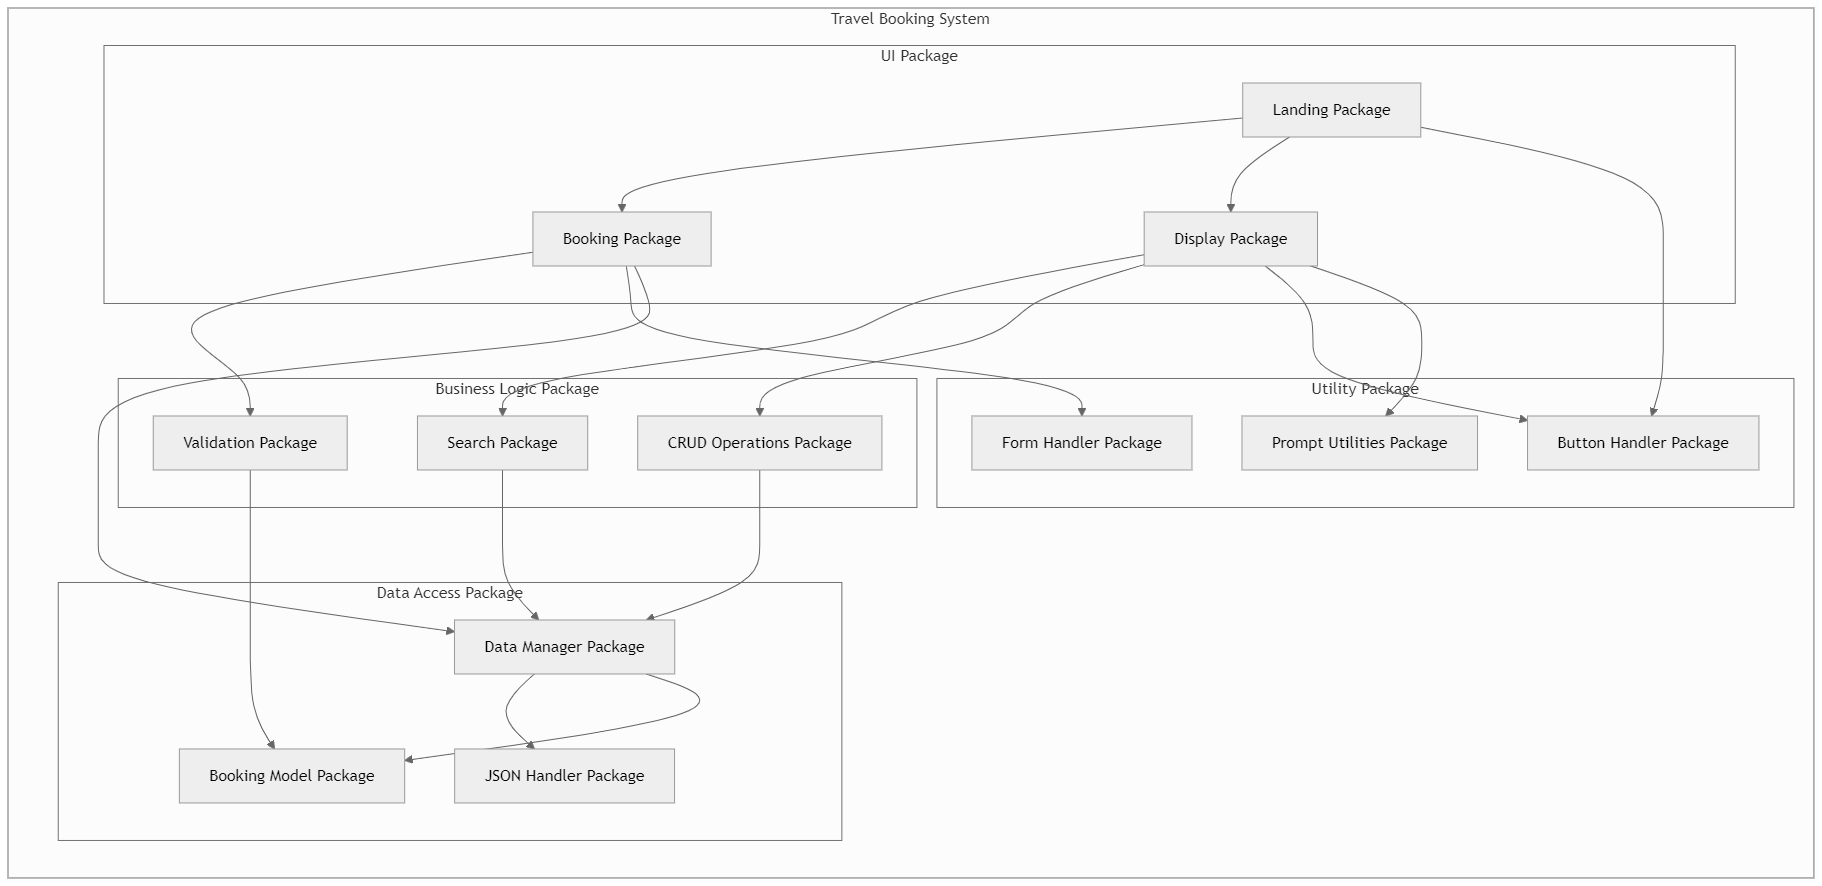 Travel Booking System
UI Package
Landing Package
Booking Package
Display Package
Business Logic Package
Utility Package
Validation Package
Search Package
CRUD Operations Package
Form Handler Package
Prompt Utilities Package
Button Handler Package
Data Access Package
Data Manager Package
Booking Model Package
JSON Handler Package